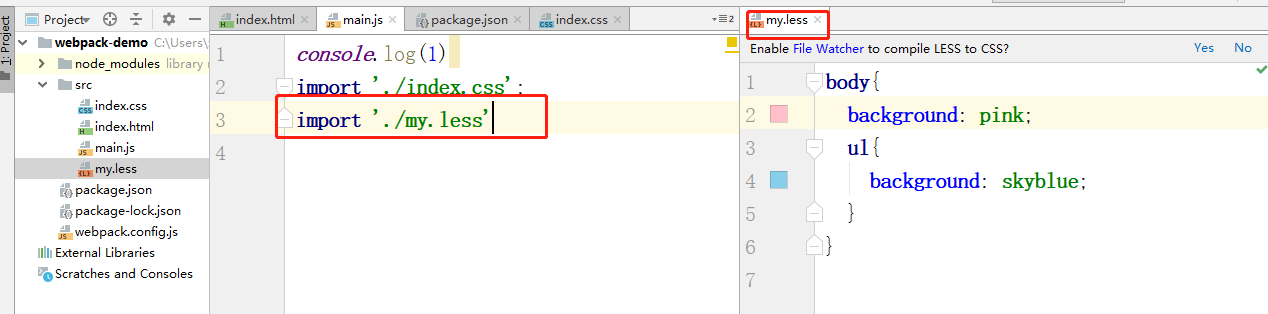 1: Project
Project
webpack-demo C:\Users\
node_modules library r
src
index.css
index.html
main.js
my.less
package.json
package-lock.json
webpack.config.js
External Libraries
Scratches and Consoles
index.html
main.js
package.json
index.css
2
1 console.log(1)
2 import './index.css';
3 import './my.less'
4
my.less
Enable File Watcher to compile LESS to CSS? Yes No
1 body{
2 background: pink;
3 ul{
4 background: skyblue;
5 }
6 }
7